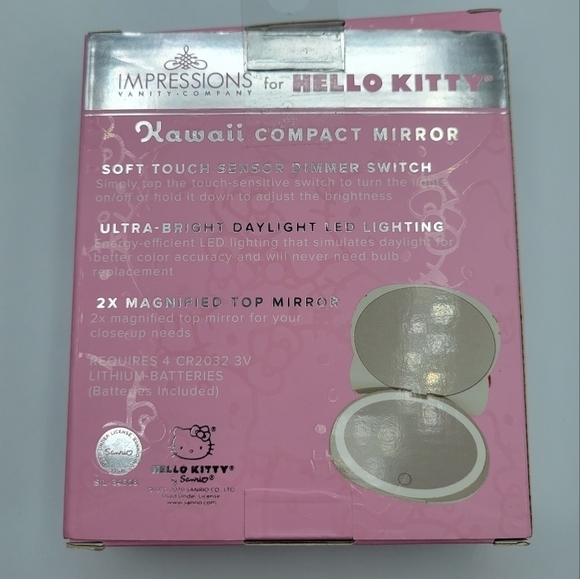 IMPRESSIONS for HELLO KITTY®
VANITY • COMPANY
Kawaii COMPACT MIRROR
SOFT TOUCH SENSOR DIMMER SWITCH
Simply tap the touch-sensitive switch to turn the
on/off or hold it down to adjust the brightness
ULTRA-BRIGHT DAYLIGHT LED LIGHTING
Energy-efficient LED lighting that simulates daylight for
better color accuracy and will never need bulb
replacement
2X MAGNIFIED TOP MIRROR
2x magnified top mirror for your
close-up needs
REQUIRES 4 CR2032 3V
LITHIUM-BATTERIES
(Batteries Included)
Sanrio
HELLO KITTY®
by Sanrio®
SANRIO CO., LTD.
Used Under License
www.sanrio.com